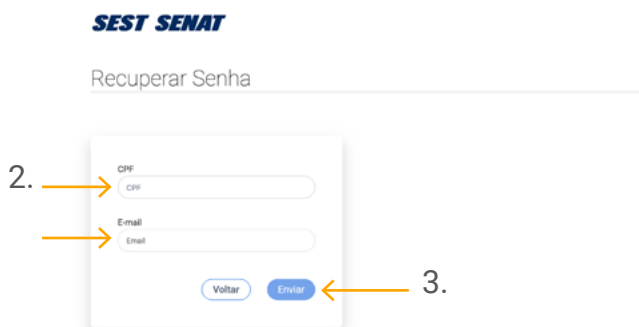 SEST SENAT
Recuperar Senha
CPF
2.
CPF
E-mail
Email
Voltar Enviar
3.